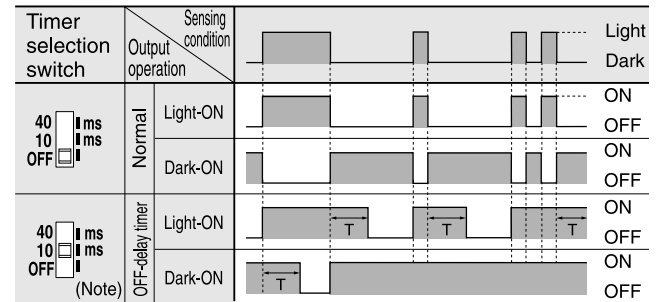 Timer
selection
switch
Sensing
condition
Output
operation
Light
Dark
40 ms
10 ms
OFF
Normal
Light-ON
ON
OFF
Dark-ON
ON
OFF
40 ms
10 ms
OFF
(Note)
OFF-delay timer
Light-ON
T
T
T
ON
OFF
Dark-ON
T
ON
OFF